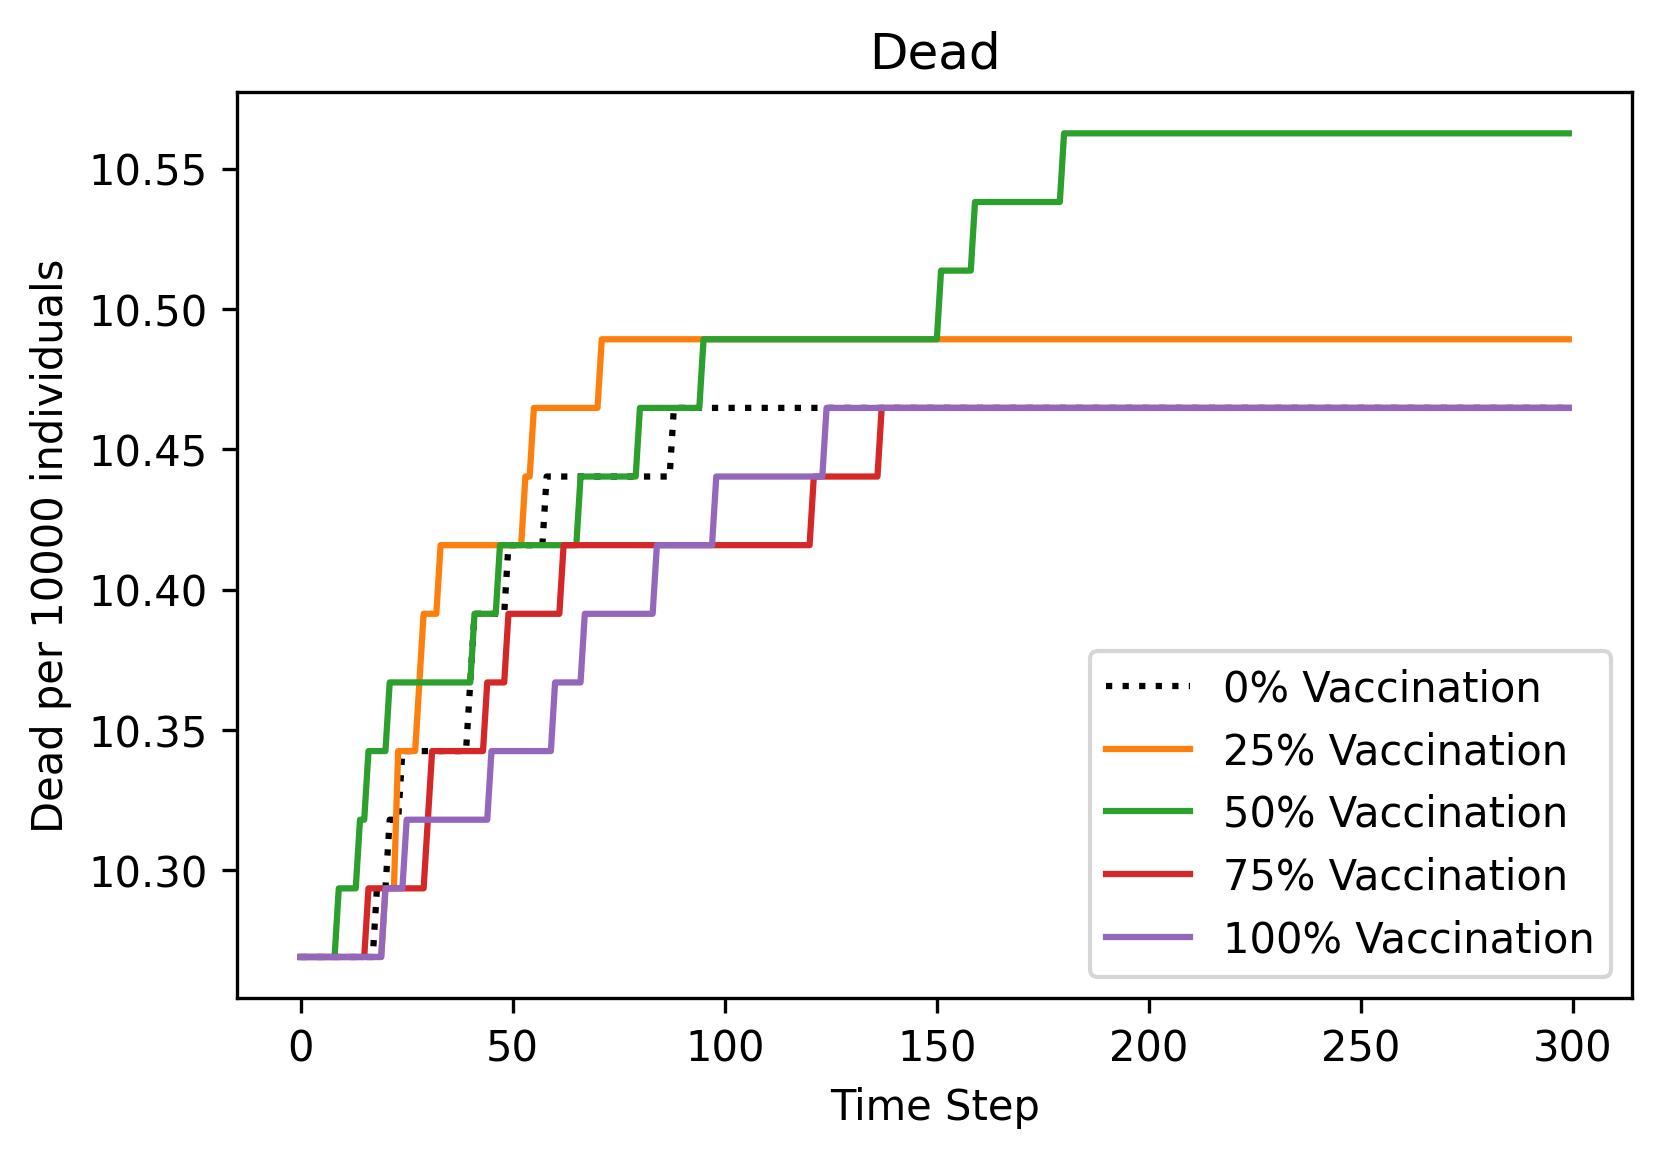 Dead
Dead per 10000 individuals
10.55
10.50
10.45
10.40
10.35
10.30
0% Vaccination
25% Vaccination
50% Vaccination
75% Vaccination
100% Vaccination
0 50 100 150 200 250 300
Time Step